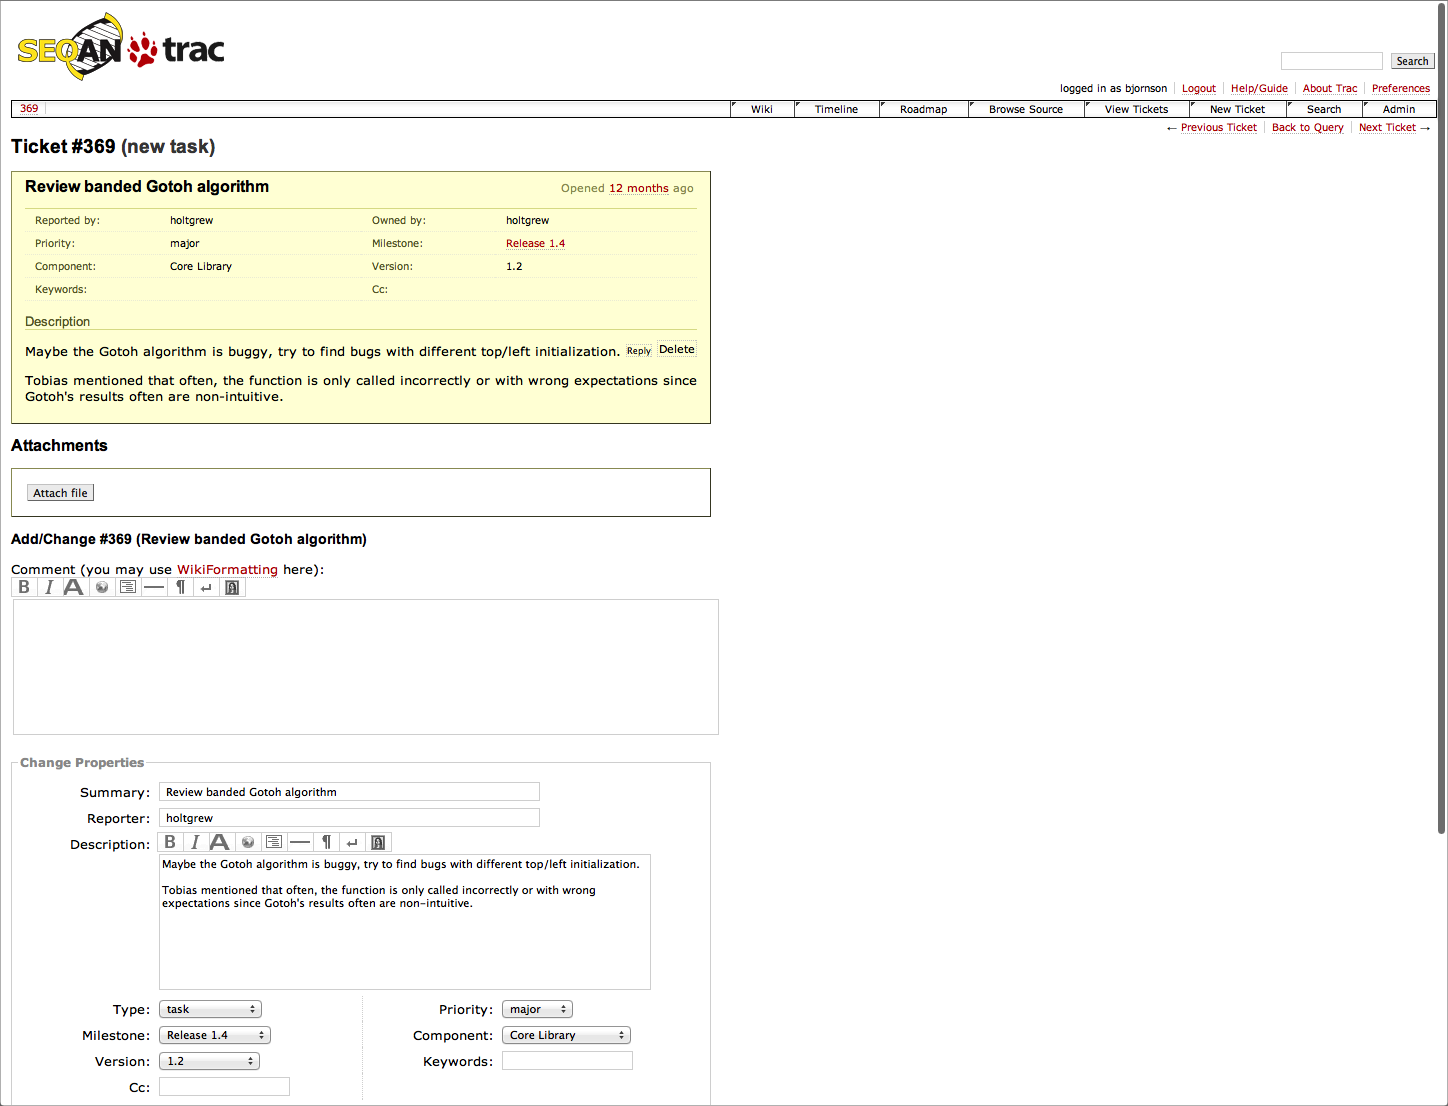 SEQAN trac
Search
logged in as bjornson Logout Help/Guide About Trac Preferences
369 Wiki Timeline Roadmap Browse Source View Tickets New Ticket Search Admin
← Previous Ticket Back to Query Next Ticket →
Ticket #369 (new task)
Review banded Gotoh algorithm Opened 12 months ago
Reported by: holtgrew Owned by: holtgrew
Priority: major Milestone: Release 1.4
Component: Core Library Version: 1.2
Keywords: Cc:
Description
Maybe the Gotoh algorithm is buggy, try to find bugs with different top/left initialization. Reply Delete
Tobias mentioned that often, the function is only called incorrectly or with wrong expectations since
Gotoh's results often are non-intuitive.
Attachments
Attach file
Add/Change #369 (Review banded Gotoh algorithm)
Comment (you may use WikiFormatting here):
B I A ¶ ↵
Change Properties
Summary: Review banded Gotoh algorithm
Reporter: holtgrew
Description: B I A ¶ ↵
Maybe the Gotoh algorithm is buggy, try to find bugs with different top/left initialization.
Tobias mentioned that often, the function is only called incorrectly or with wrong
expectations since Gotoh's results often are non-intuitive.
Type: task Priority: major
Milestone: Release 1.4 Component: Core Library
Version: 1.2 Keywords:
Cc: